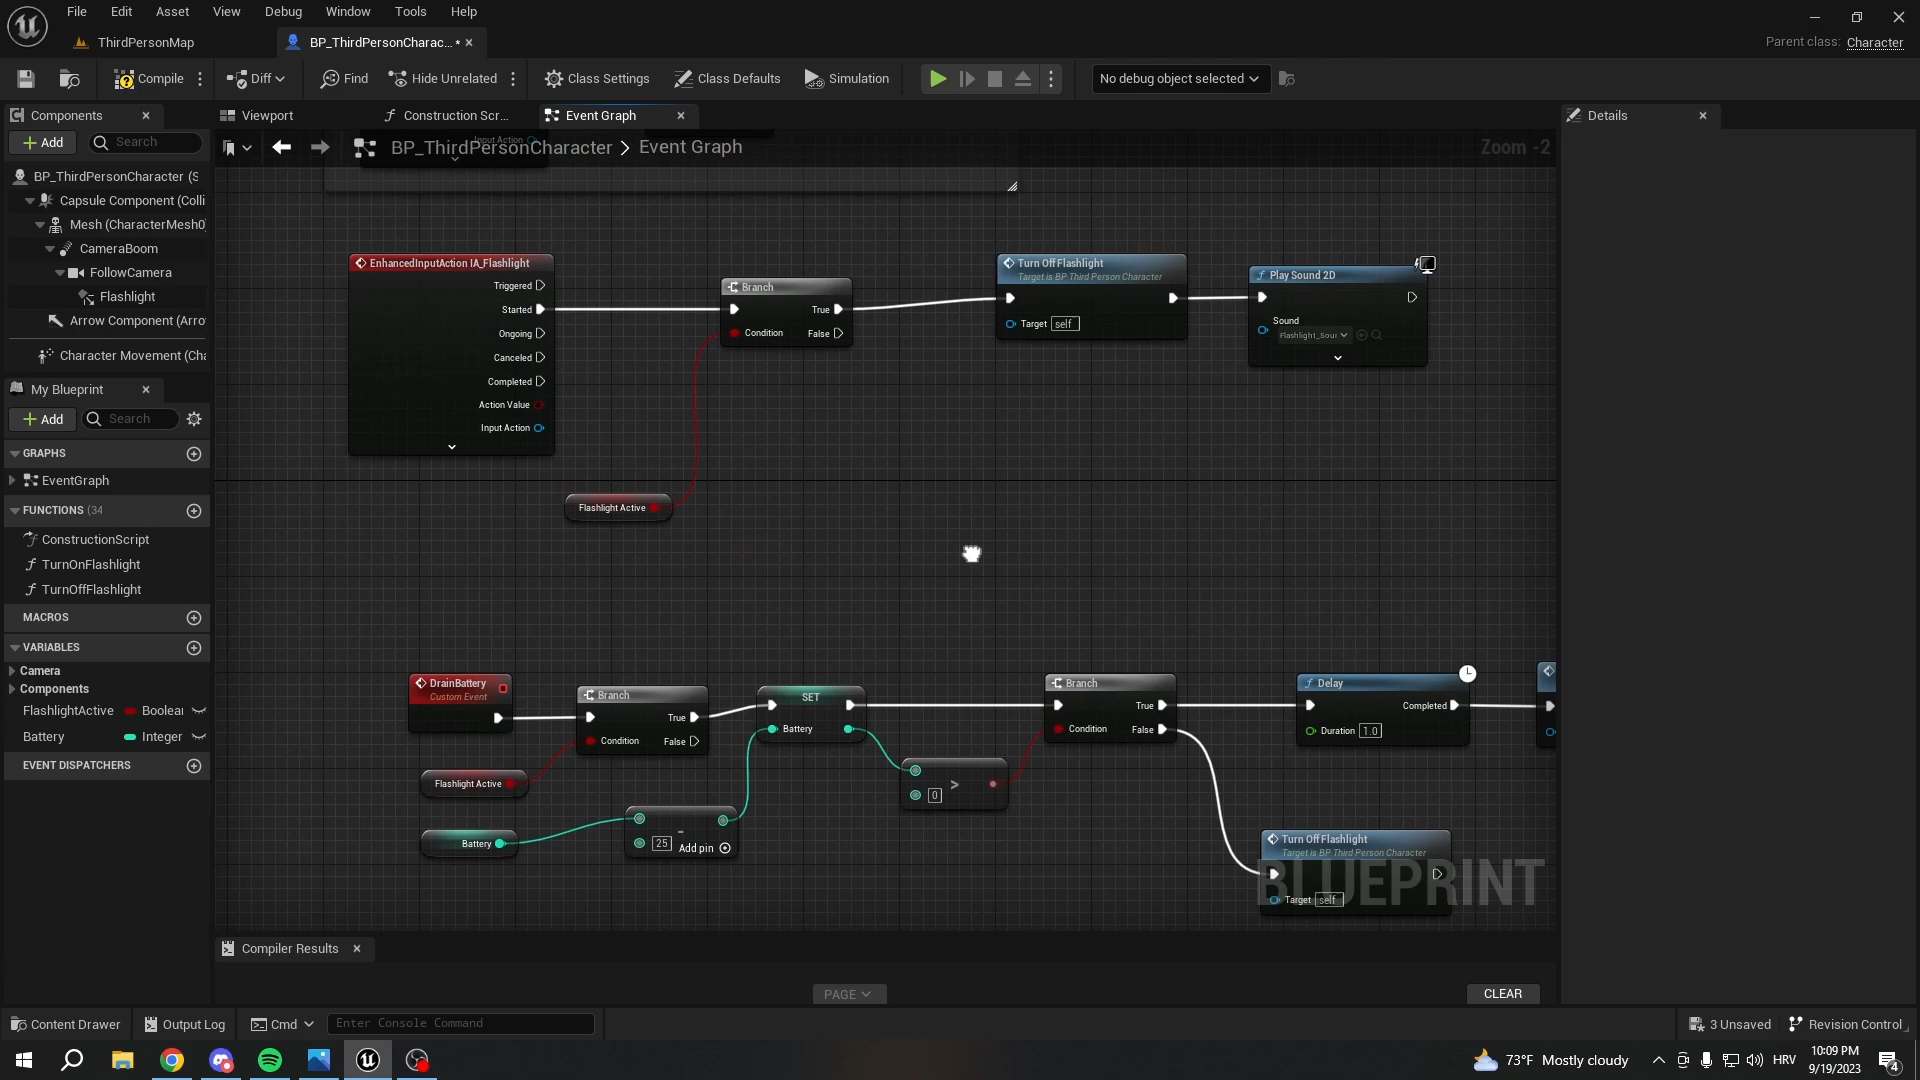 File Edit Asset View Window Debug Tools Help
ThirdPersonMap
BP_ThirdPersonCharac... •
Parent class: Character
Compile
Diff
Find
Hide Unrelated
Class Settings
Class Defaults
Simulation
No debug object selected
Components
Add
Search
BP_ThirdPersonCharacter (S
Capsule Component (Colli
Mesh (CharacterMesh0)
CameraBoom
FollowCamera
Flashlight
Arrow Component (Arro
Character Movement (Cha
My Blueprint
Add
Search
GRAPHS
EventGraph
FUNCTIONS (34
ConstructionScript
TurnOnFlashlight
TurnOffFlashlight
MACROS
VARIABLES
Camera
Components
FlashlightActive Boolean
Battery Integer
EVENT DISPATCHERS
Viewport
Construction Scr...
Event Graph
Input Action
BP_ThirdPersonCharacter > Event Graph
Zoom -2
EnhancedInputAction IA_Flashlight
Triggered
Started
Ongoing
Canceled
Completed
Action Value
Input Action
Branch
True
Condition
False
Flashlight Active
Turn Off Flashlight
Target is BP Third Person Character
Target self
Play Sound 2D
Sound
Flashlight_Sour
DrainBattery
Custom Event
Branch
True
Condition
False
Flashlight Active
Battery
25
-
Add pin
SET
Battery
0
>
Branch
True
Condition
False
Delay
Completed
Duration 1.0
Turn Off Flashlight
Target is BP Third Person Character
Target self
BLUEPRINT
Compiler Results
PAGE
CLEAR
Details
Content Drawer
Output Log
Cmd
Enter Console Command
3 Unsaved
Revision Control
73°F Mostly cloudy
HRV
10:09 PM
9/19/2023
4